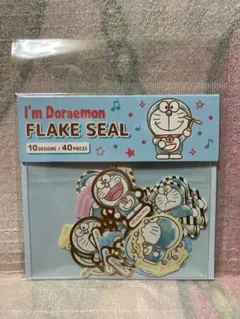 I'm Doraemon
FLAKE SEAL
10 DESIGNS / 40 PIECES